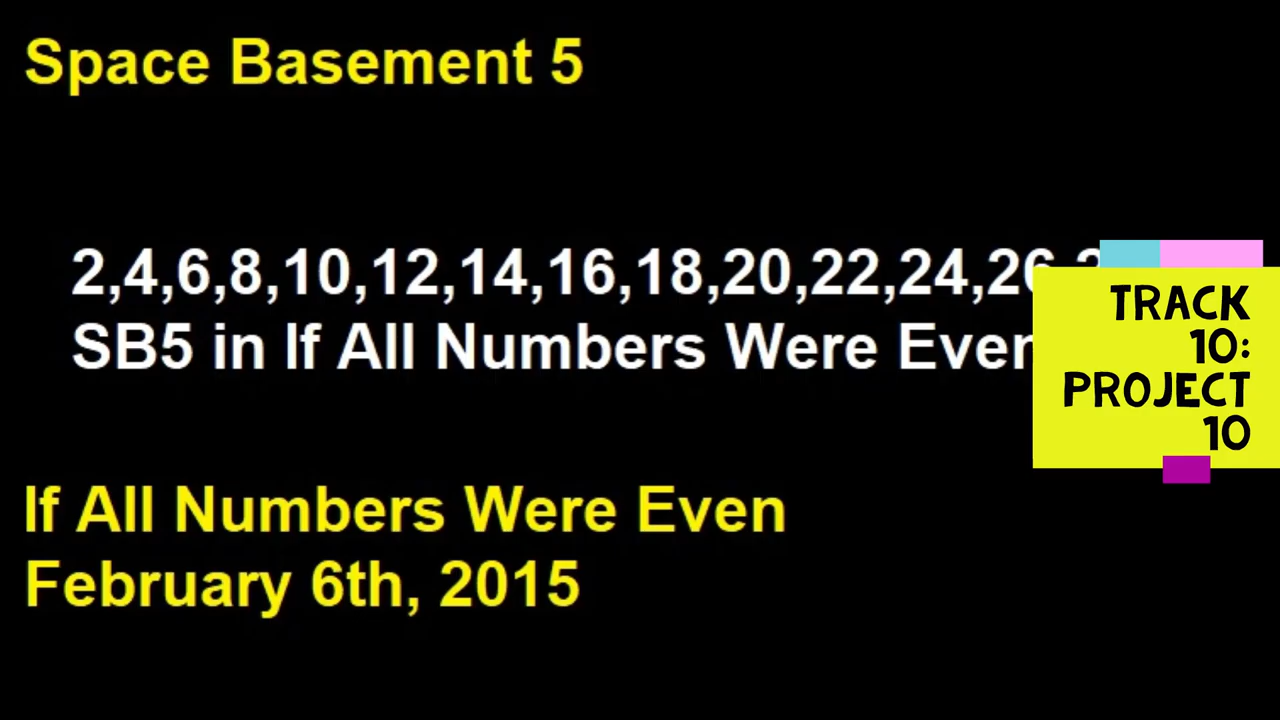 Space Basement 5
2,4,6,8,10,12,14,16,18,20,22,24,26,2
SB5 in If All Numbers Were Even
TRACK
10:
PROJECT
10
If All Numbers Were Even
February 6th, 2015